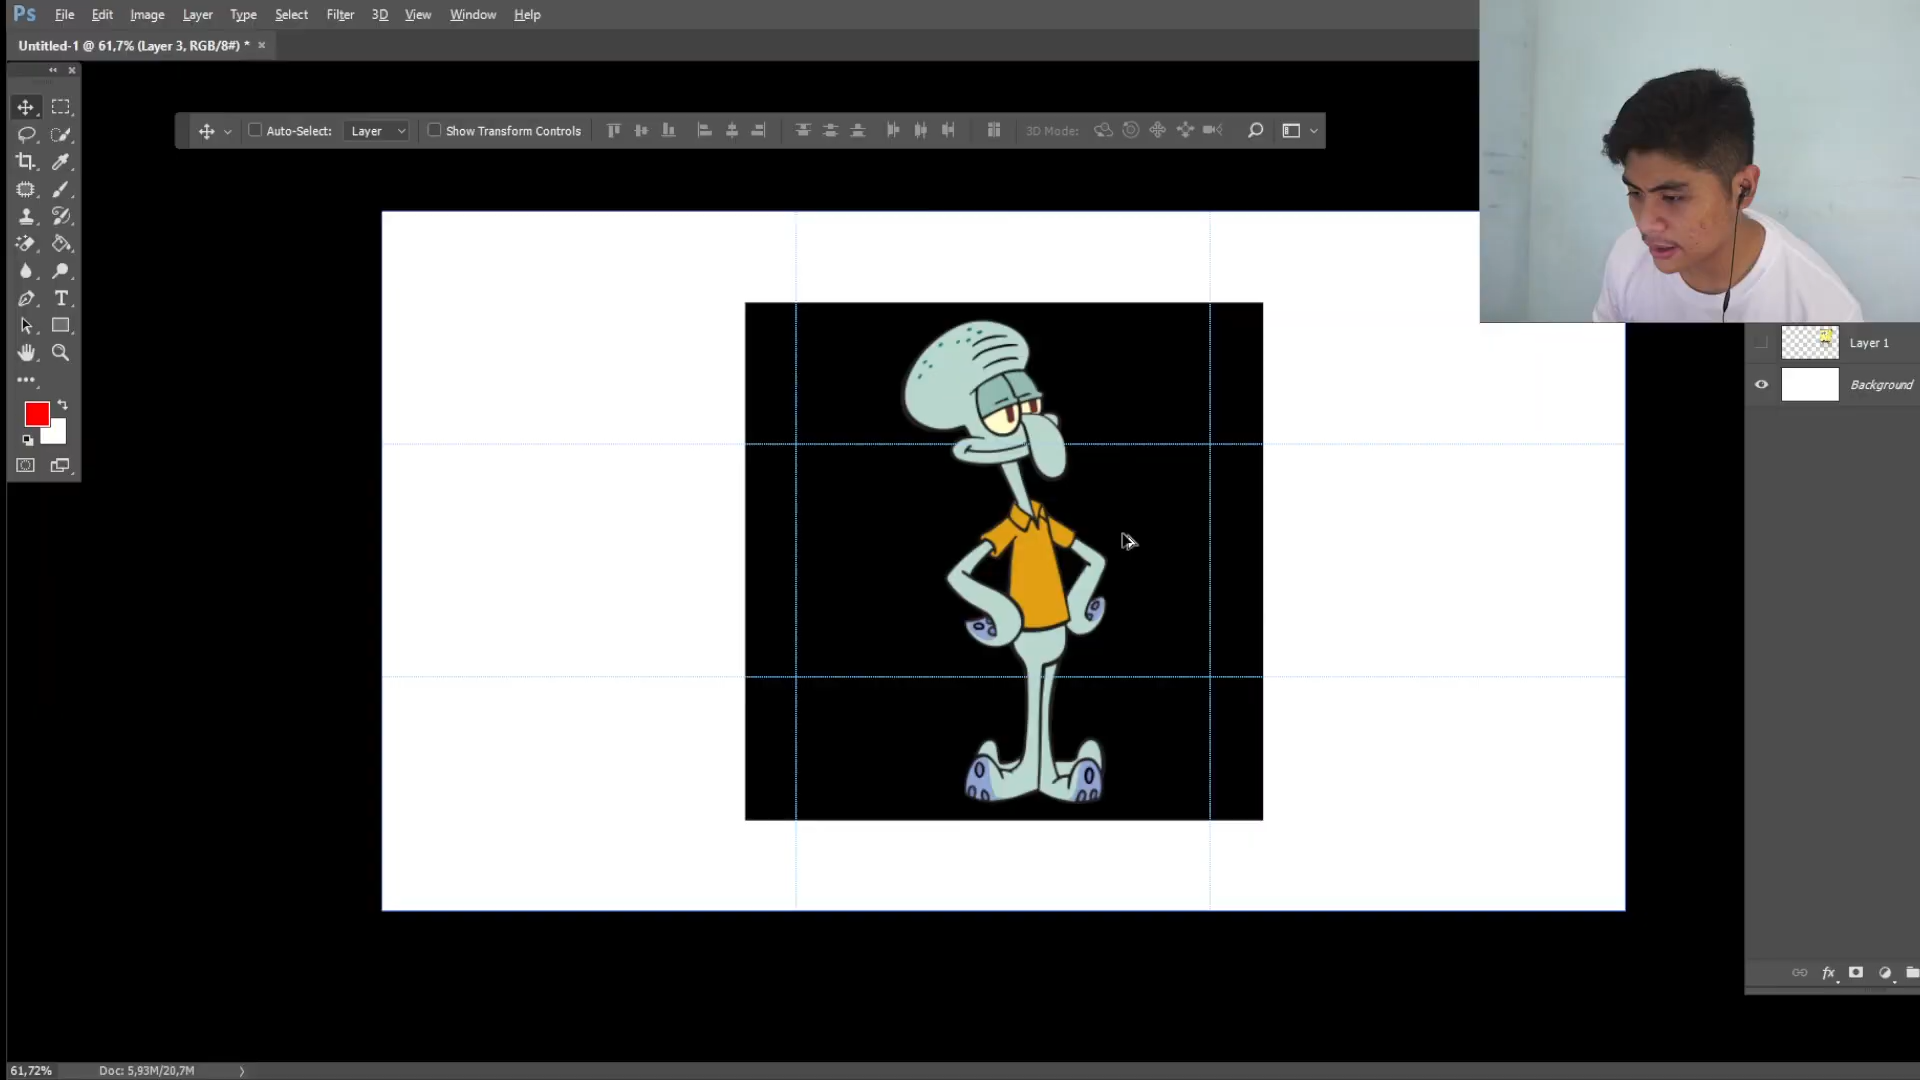 Ps File Edit Image Layer Type Select Filter 3D View Window Help
Untitled-1 @ 61,7% (Layer 3, RGB/8#) *
Auto-Select: Layer Show Transform Controls 3D Mode:
Layer 1
Background
T
fx
61,72% Doc: 5,93M/20,7M